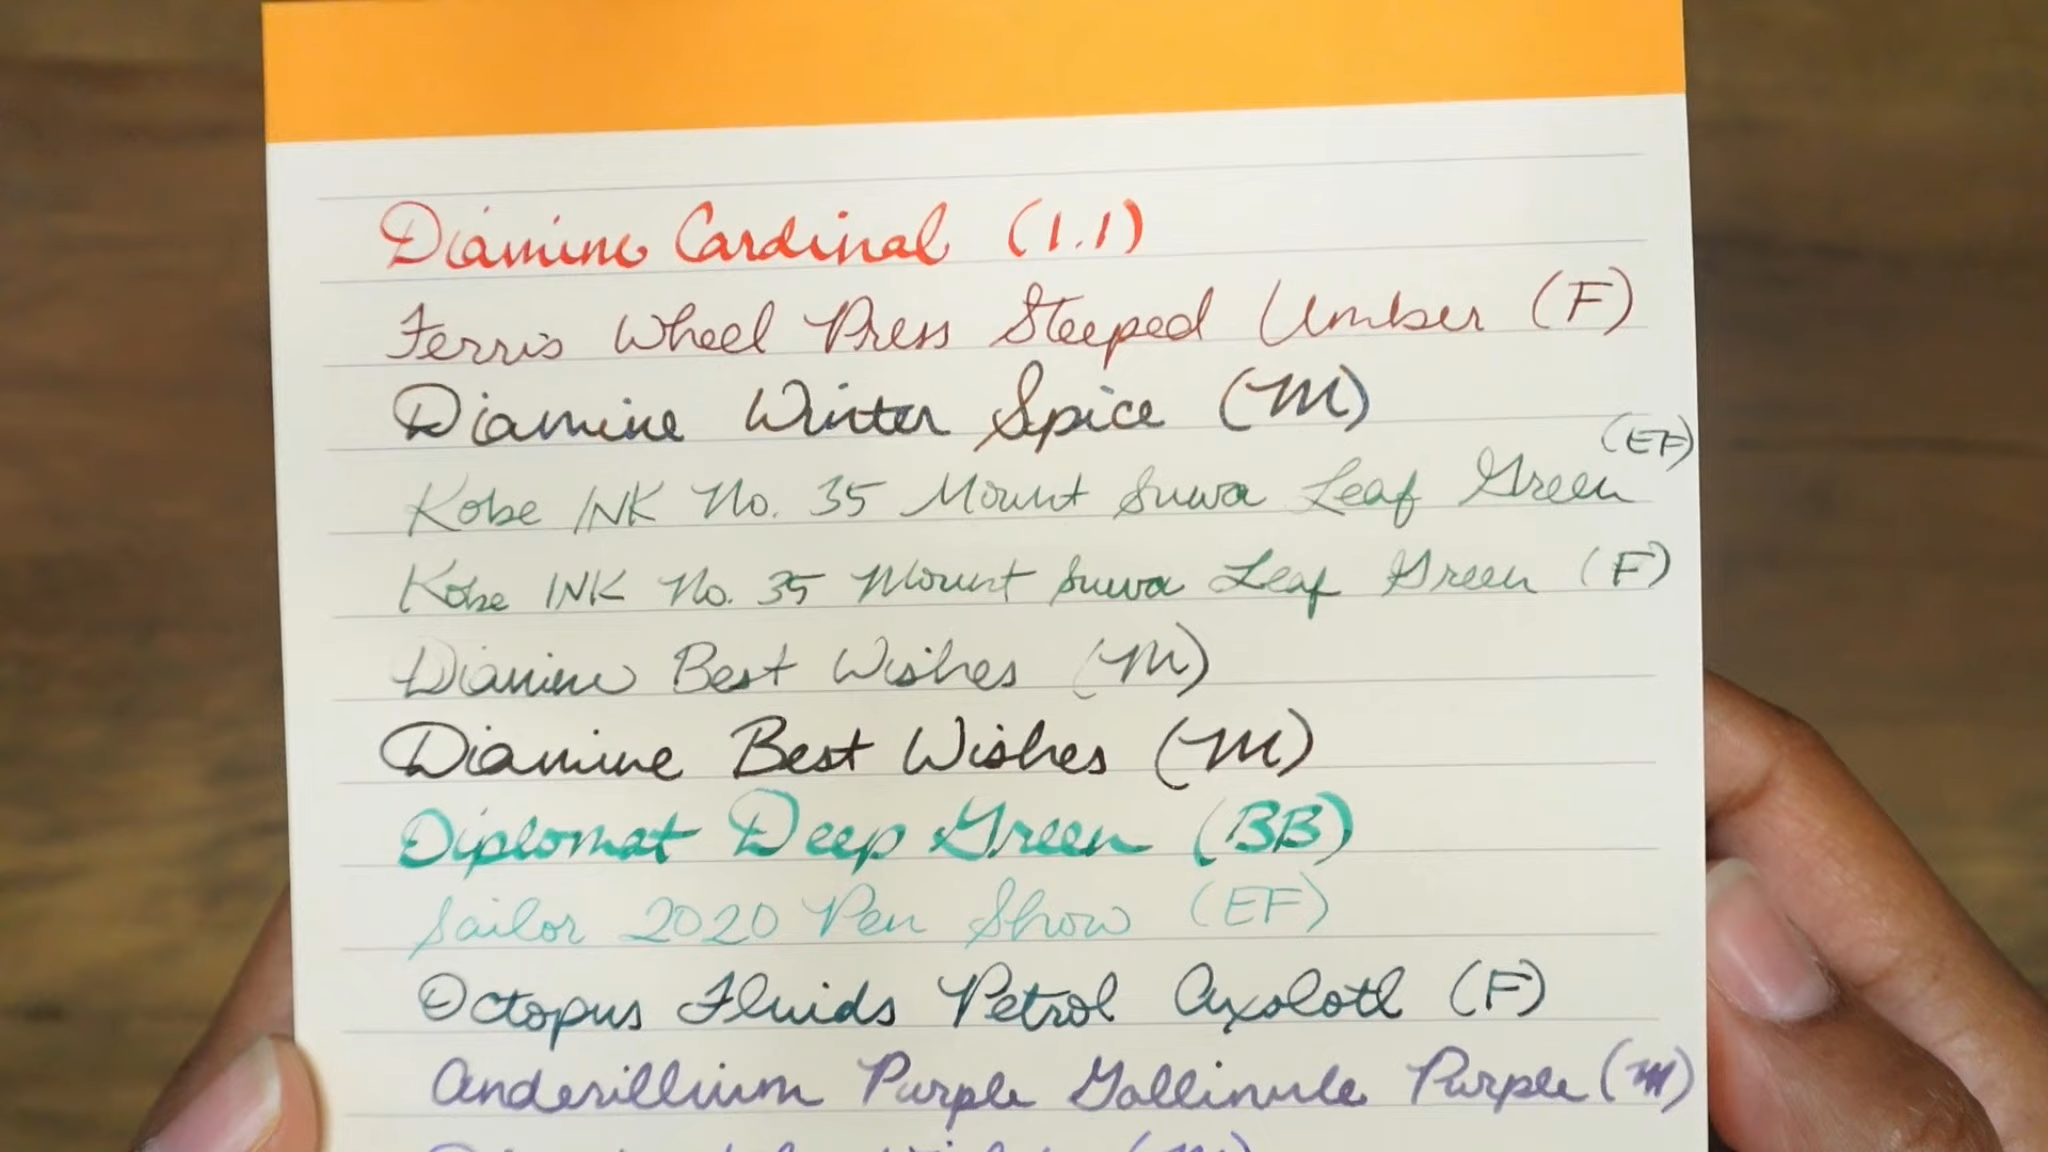 Diamine Cardinal (1.1)
Ferris Wheel Press Steeped Umber (F)
Diamine Winter Spice (M)
Kobe INK No. 35 Mount Suwa Leaf Green (EF)
Kobe INK No. 35 Mount Suwa Leaf Green (F)
Diamine Best Wishes (M)
Diamine Best Wishes (M)
Diplomat Deep Green (BB)
Sailor 2020 Pen Show (EF)
Octopus Fluids Petrol Axolotl (F)
Anderillium Purple Gallinule Purple (M)